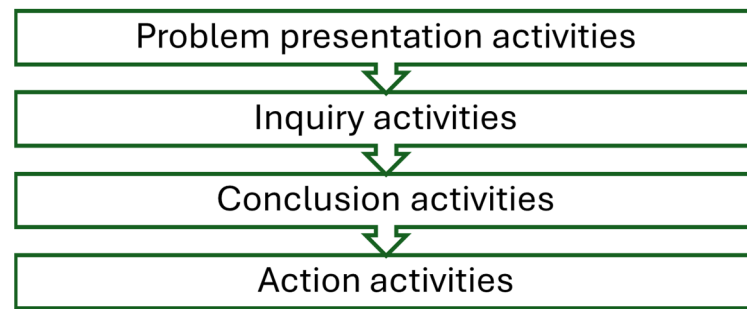 Problem presentation activities
Inquiry activities
Conclusion activities
Action activities